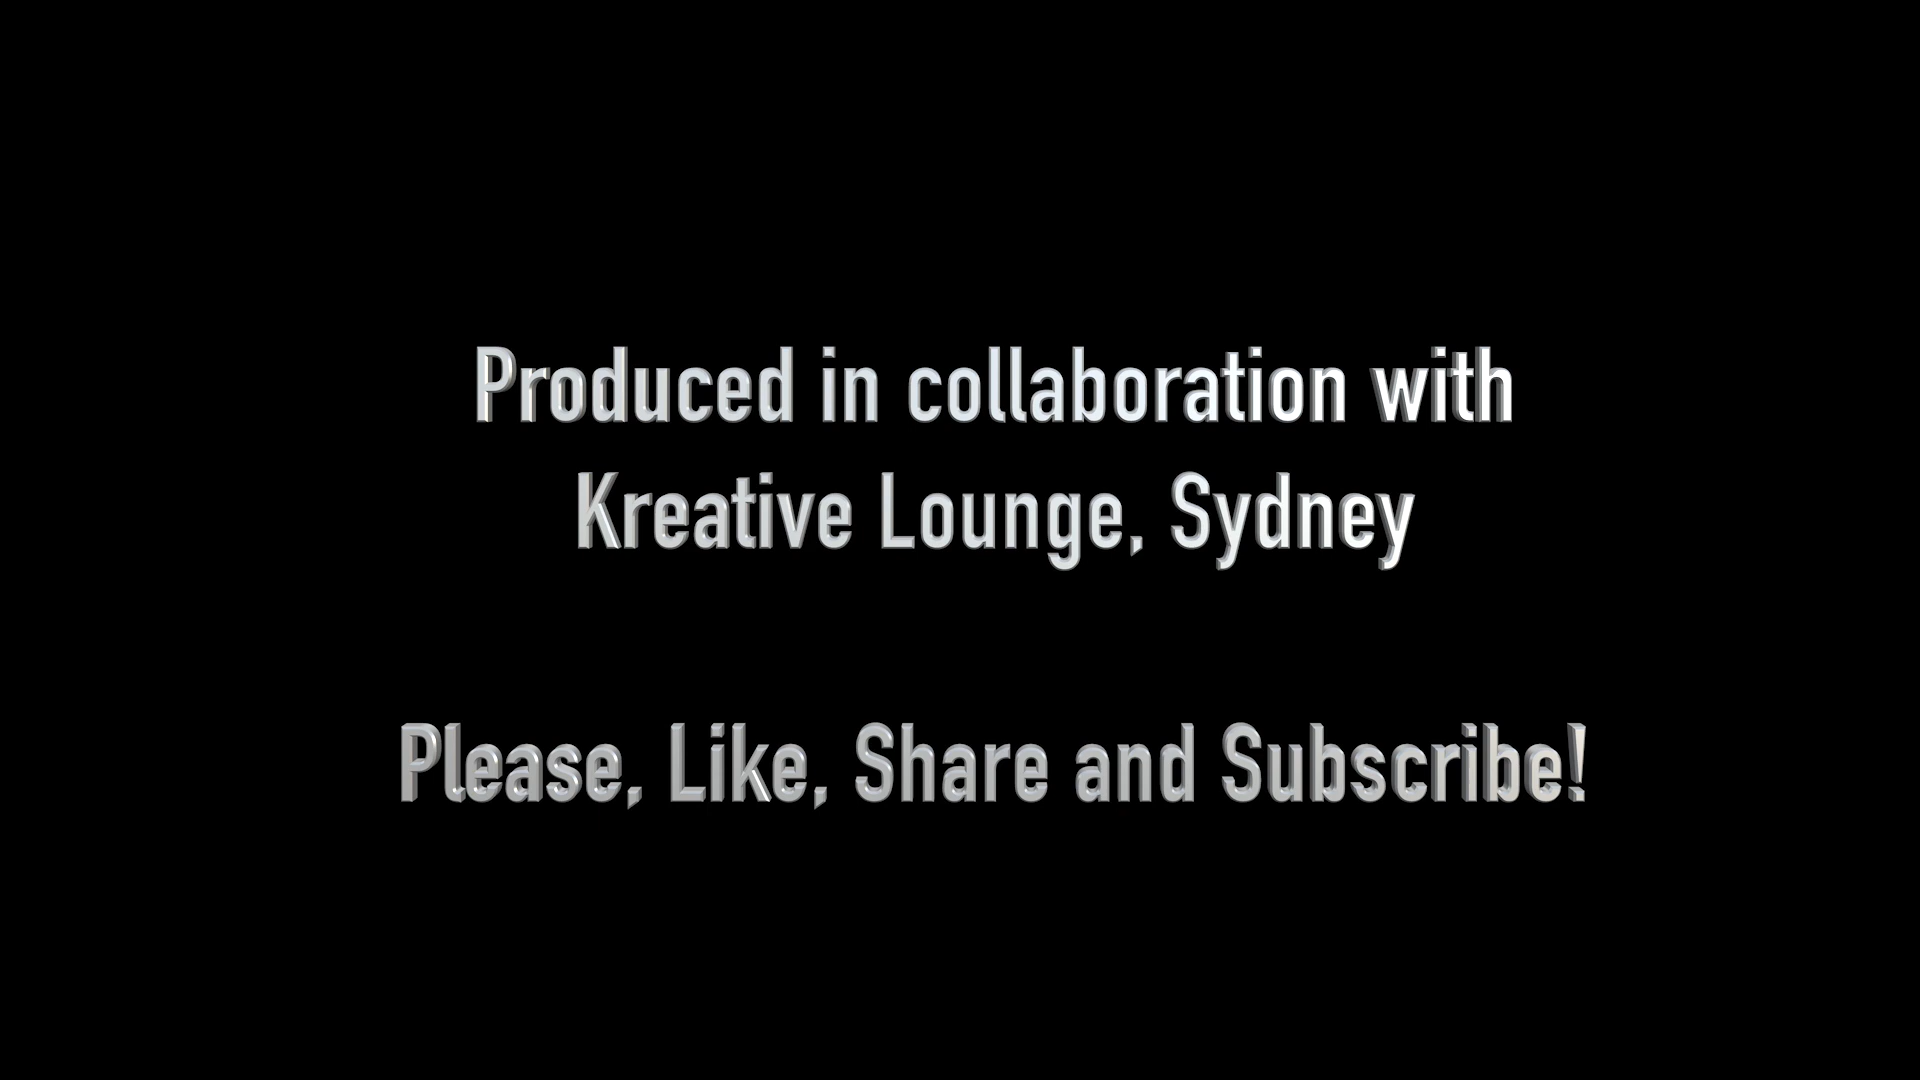 Produced in collaboration with
Kreative Lounge, Sydney
Please, Like, Share and Subscribe!